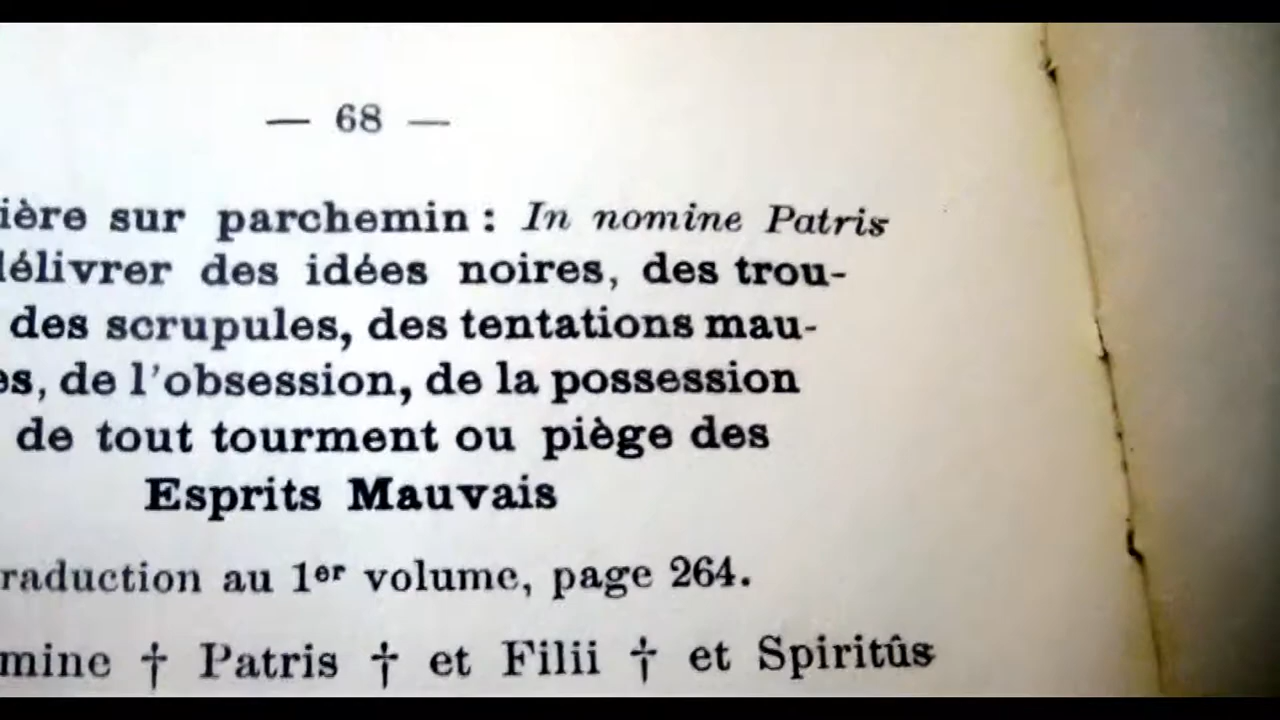 — 68 —
ière sur parchemin : In nomine Patris
délivrer des idées noires, des trou-
des scrupules, des tentations mau-
es, de l'obsession, de la possession
de tout tourment ou piège des
Esprits Mauvais
raduction au 1er volume, page 264.
mine † Patris † et Filii † et Spiritûs